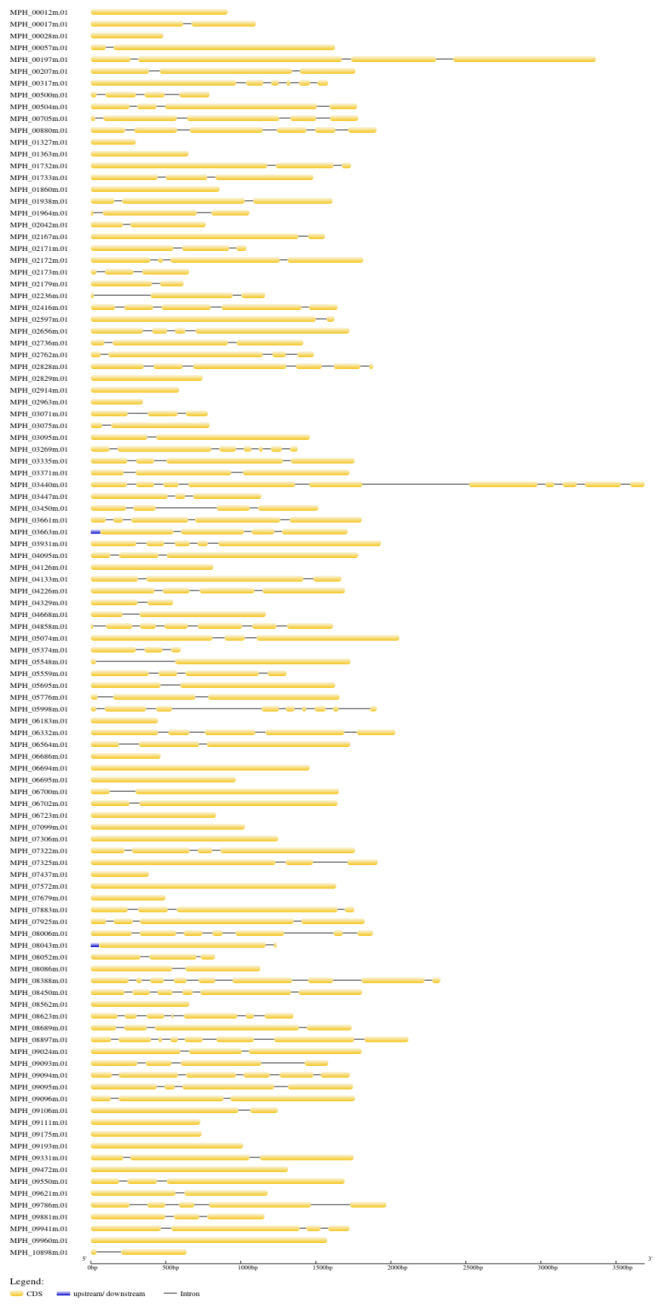 MPH_00012m.01
MPH_00017m.01
MPH_00028m.01
MPH_00057m.01
MPH_00197m.01
MPH_00207m.01
MPH_00317m.01
MPH_00500m.01
MPH_00504m.01
MPH_00705m.01
MPH_00880m.01
MPH_01327m.01
MPH_01363m.01
MPH_01732m.01
MPH_01733m.01
MPH_01860m.01
MPH_01938m.01
MPH_01964m.01
MPH_02042m.01
MPH_02167m.01
MPH_02171m.01
MPH_02172m.01
MPH_02173m.01
MPH_02179m.01
MPH_02236m.01
MPH_02416m.01
MPH_02597m.01
MPH_02656m.01
MPH_02736m.01
MPH_02762m.01
MPH_02828m.01
MPH_02829m.01
MPH_02914m.01
MPH_02963m.01
MPH_03071m.01
MPH_03075m.01
MPH_03095m.01
MPH_03269m.01
MPH_03335m.01
MPH_03371m.01
MPH_03440m.01
MPH_03447m.01
MPH_03450m.01
MPH_03661m.01
MPH_03663m.01
MPH_03931m.01
MPH_04095m.01
MPH_04126m.01
MPH_04133m.01
MPH_04226m.01
MPH_04329m.01
MPH_04668m.01
MPH_04858m.01
MPH_05074m.01
MPH_05374m.01
MPH_05548m.01
MPH_05559m.01
MPH_05695m.01
MPH_05776m.01
MPH_05998m.01
MPH_06183m.01
MPH_06332m.01
MPH_06564m.01
MPH_06686m.01
MPH_06694m.01
MPH_06695m.01
MPH_06700m.01
MPH_06702m.01
MPH_06723m.01
MPH_07099m.01
MPH_07306m.01
MPH_07322m.01
MPH_07325m.01
MPH_07437m.01
MPH_07572m.01
MPH_07679m.01
MPH_07883m.01
MPH_07925m.01
MPH_08006m.01
MPH_08043m.01
MPH_08052m.01
MPH_08086m.01
MPH_08388m.01
MPH_08450m.01
MPH_08562m.01
MPH_08623m.01
MPH_08689m.01
MPH_08897m.01
MPH_09024m.01
MPH_09093m.01
MPH_09094m.01
MPH_09095m.01
MPH_09096m.01
MPH_09106m.01
MPH_09111m.01
MPH_09175m.01
MPH_09193m.01
MPH_09331m.01
MPH_09472m.01
MPH_09550m.01
MPH_09621m.01
MPH_09786m.01
MPH_09881m.01
MPH_09941m.01
MPH_09960m.01
MPH_10898m.01
5' 3'
0bp 500bp 1000bp 1500bp 2000bp 2500bp 3000bp 3500bp
Legend:
CDS upstream/ downstream Intron